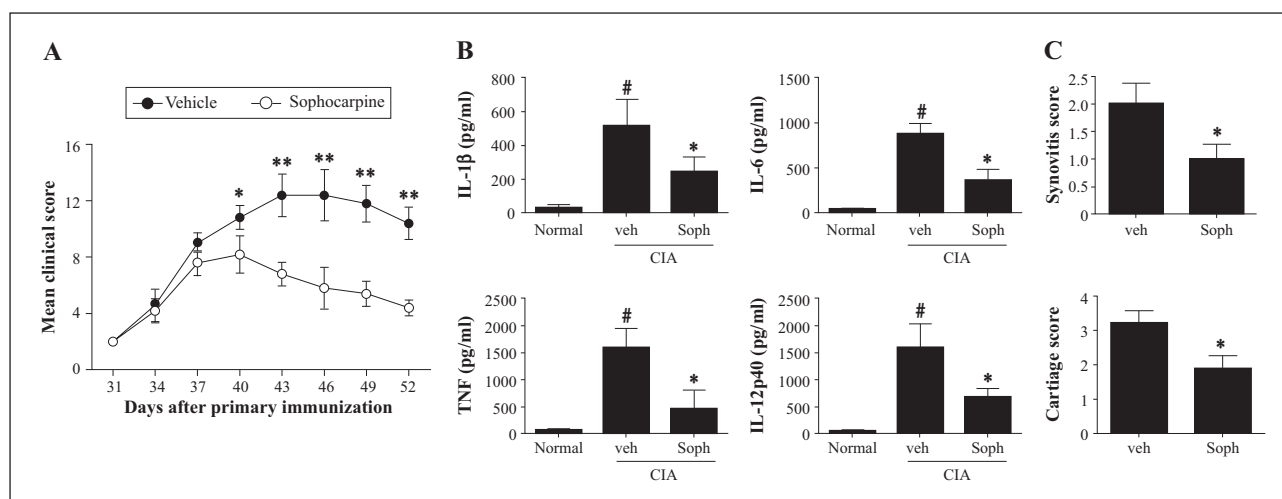 A
Vehicle
Sophocarpine
Mean clinical score
16
12
8
4
0
*
**
**
**
**
31 34 37 40 43 46 49 52
Days after primary immunization
B
IL-1β (pg/ml)
800
600
400
200
0
#
*
Normal veh Soph
CIA
IL-6 (pg/ml)
1500
1000
500
0
#
*
Normal veh Soph
CIA
TNF (pg/ml)
2500
2000
1500
1000
500
0
#
*
Normal veh Soph
CIA
IL-12p40 (pg/ml)
2500
2000
1500
1000
500
0
#
*
Normal veh Soph
CIA
C
Synovitis score
2.5
2.0
1.5
1.0
0.5
0.0
*
veh Soph
Cartiage score
4
3
2
1
0
*
veh Soph